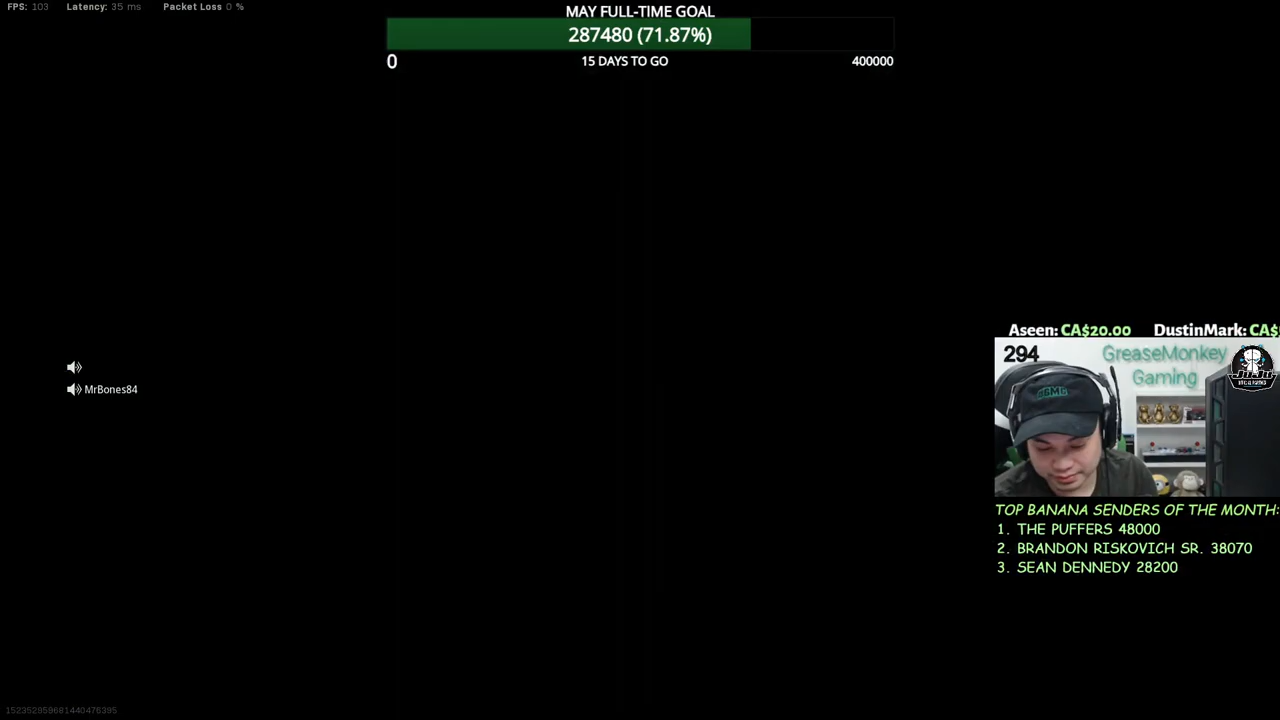 FPS: 103 Latency: 35 ms Packet Loss 0 %
MAY FULL-TIME GOAL
287480 (71.87%)
0 15 DAYS TO GO 400000
MrBones84
Aseen: CA$20.00 DustinMark: CA$
294
GreaseMonkey
Gaming
TOP BANANA SENDERS OF THE MONTH:
1. THE PUFFERS 48000
2. BRANDON RISKOVICH SR. 38070
3. SEAN DENNEDY 28200